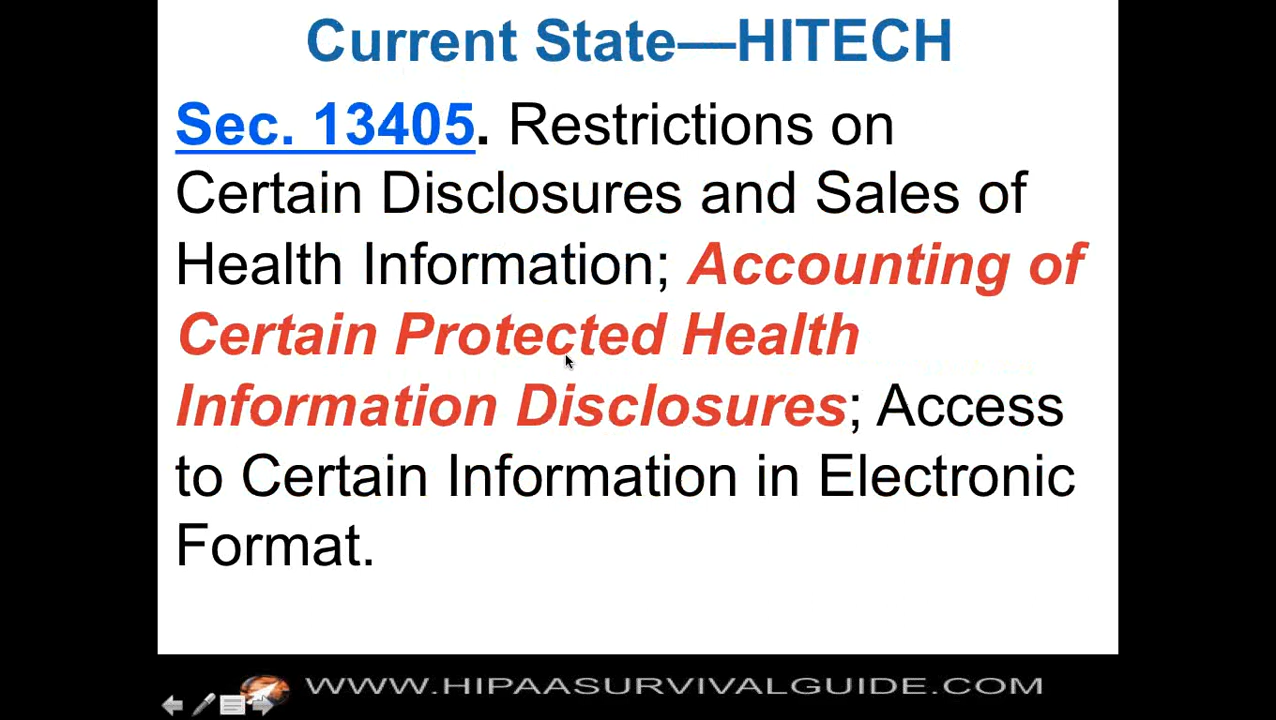 Current State—HITECH
Sec. 13405. Restrictions on
Certain Disclosures and Sales of
Health Information; Accounting of
Certain Protected Health
Information Disclosures; Access
to Certain Information in Electronic
Format.
WWW.HIPAASURVIVALGUIDE.COM